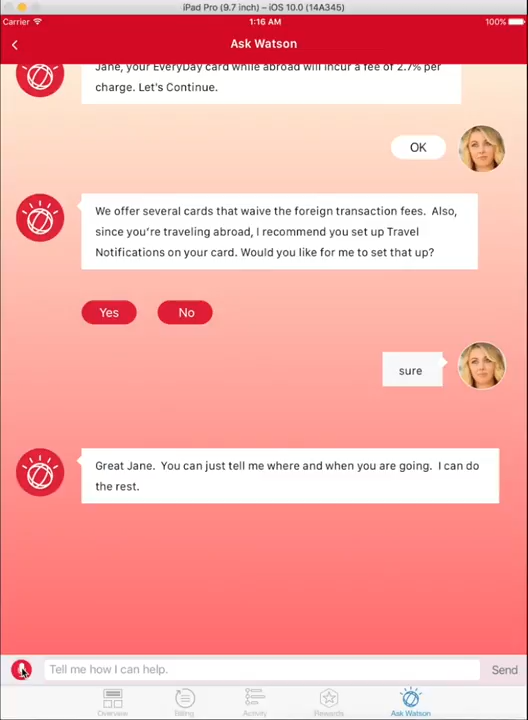 iPad Pro (9.7 inch) – iOS 10.0 (14A345)
Carrier 1:16 AM 100%
Ask Watson
Jane, your EveryDay card while abroad will incur a fee of 2.7% per
charge. Let's Continue.
OK
We offer several cards that waive the foreign transaction fees. Also,
since you're traveling abroad, I recommend you set up Travel
Notifications on your card. Would you like for me to set that up?
Yes No
sure
Great Jane. You can just tell me where and when you are going. I can do
the rest.
Tell me how I can help. Send
Overview Billing Activity Rewards Ask Watson